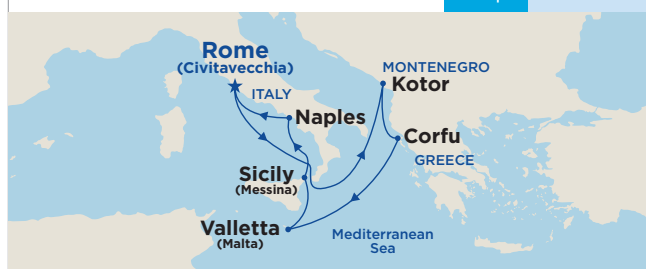 Rome
(Civitavecchia)
MONTENEGRO
Kotor
ITALY
Naples
Corfu
GREECE
Sicily
(Messina)
Valletta
(Malta)
Mediterranean
Sea